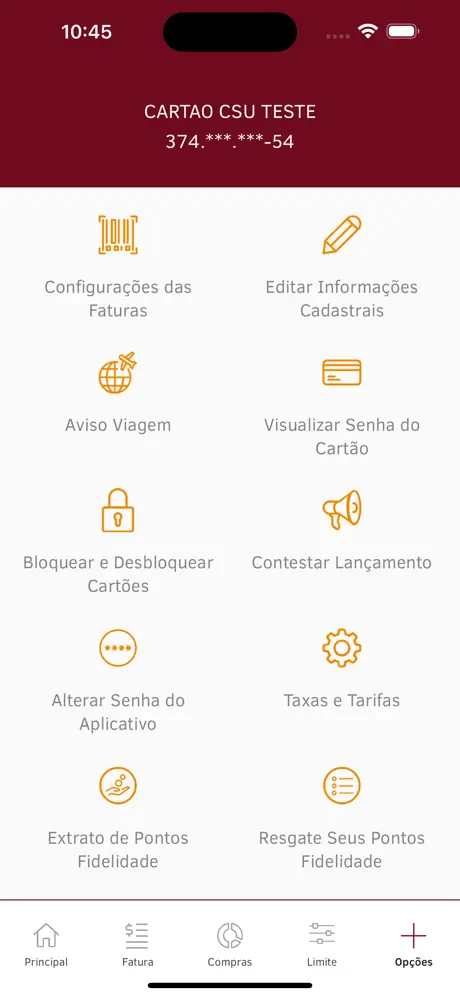 10:45
CARTAO CSU TESTE
374.***.***-54
Configurações das
Faturas
Editar Informações
Cadastrais
Aviso Viagem
Visualizar Senha do
Cartão
Bloquear e Desbloquear
Cartões
Contestar Lançamento
****
Alterar Senha do
Aplicativo
Taxas e Tarifas
Extrato de Pontos
Fidelidade
Resgate Seus Pontos
Fidelidade
$
Principal
Fatura
Compras
Limite
Opções